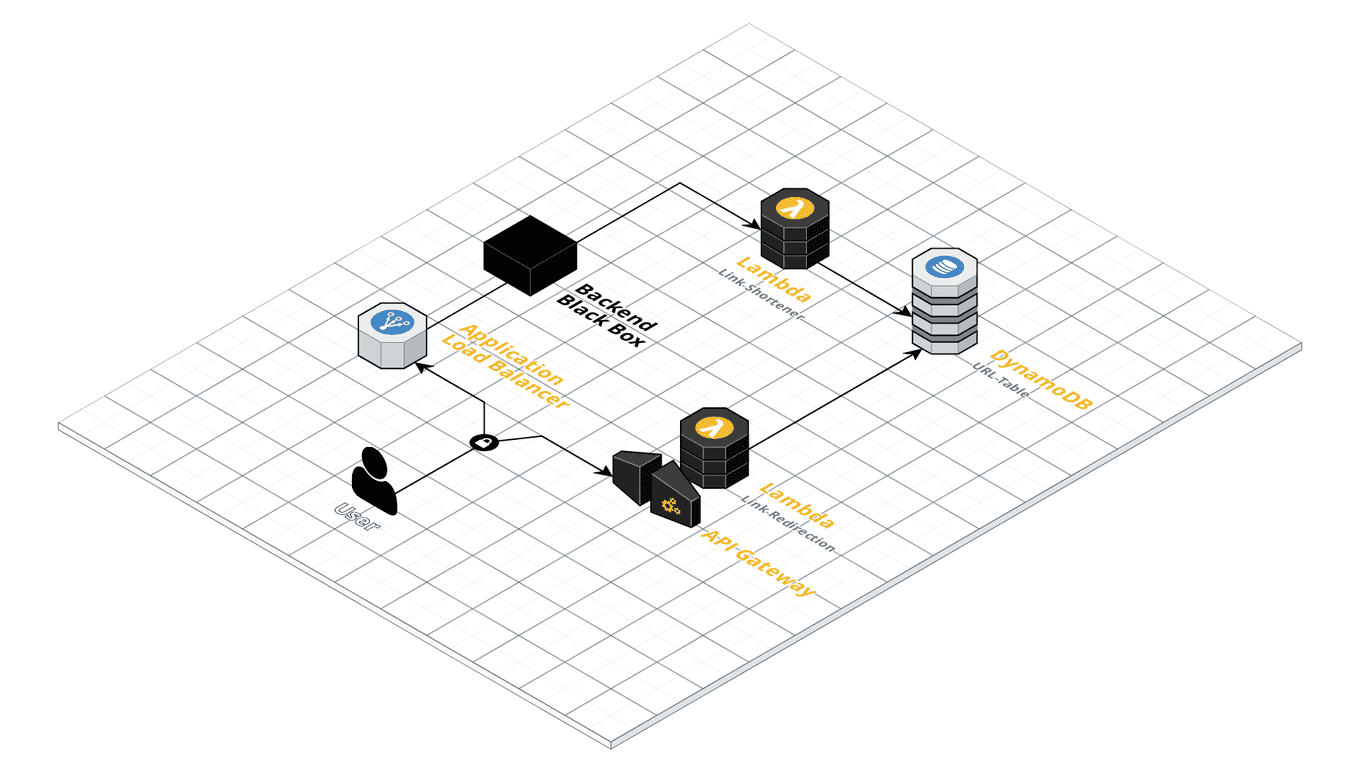 Lambda
Link-Shortener
Backend
Black Box
Application
Load Balancer
DynamoDB
URL-Table
User
Lambda
Link-Redirection
API Gateway